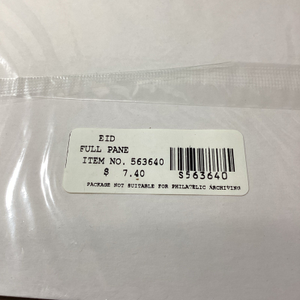 EID
FULL PANE
ITEM NO. 563640
$ 7.40
S563640
PACKAGE NOT SUITABLE FOR PHILATELIC ARCHIVING